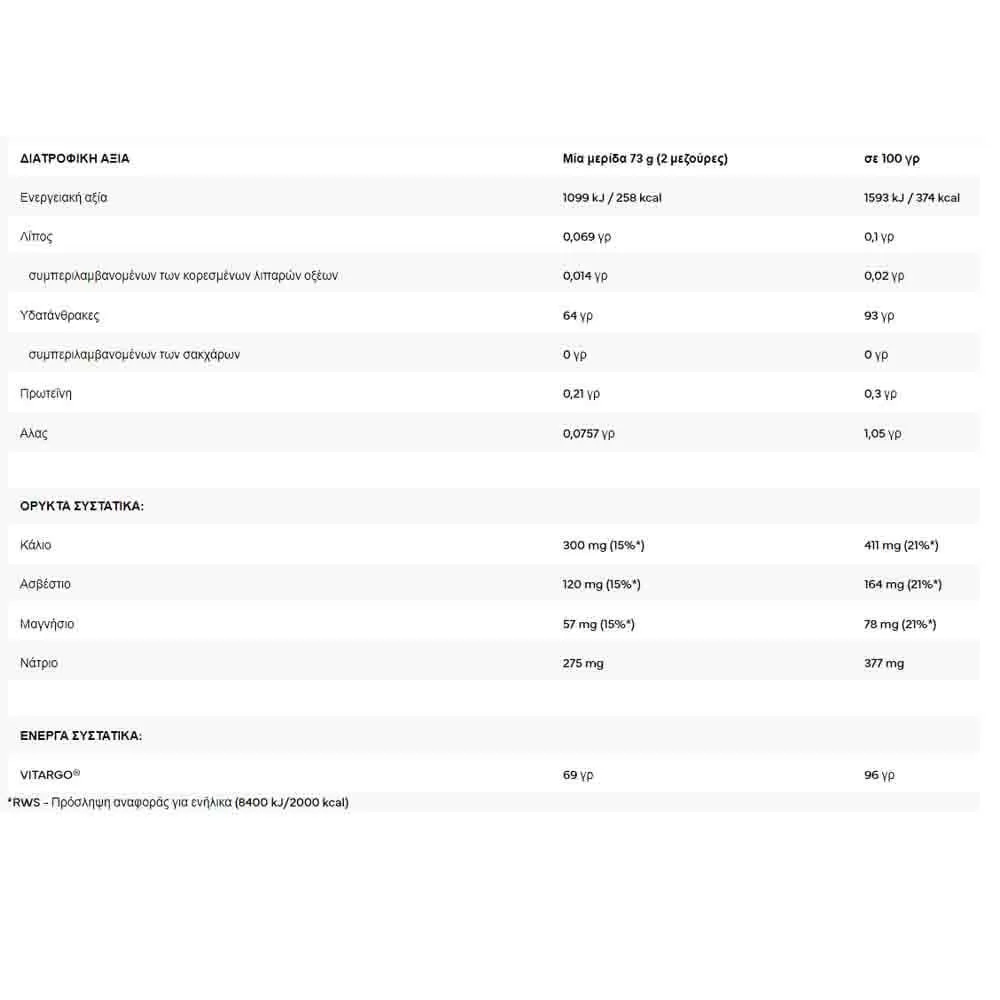 ΔΙΑΤΡΟΦΙΚΗ ΑΞΙΑ Μία μερίδα 73 g (2 μεζούρες) σε 100 γρ
Ενεργειακή αξία 1099 kJ / 258 kcal 1593 kJ / 374 kcal
Λίπος 0,069 γρ 0,1 γρ
συμπεριλαμβανομένων των κορεσμένων λιπαρών οξέων 0,014 γρ 0,02 γρ
Υδατάνθρακες 64 γρ 93 γρ
συμπεριλαμβανομένων των σακχάρων 0 γρ 0 γρ
Πρωτεΐνη 0,21 γρ 0,3 γρ
Αλας 0,0757 γρ 1,05 γρ
ΟΡΥΚΤΑ ΣΥΣΤΑΤΙΚΑ:
Κάλιο 300 mg (15%*) 411 mg (21%*)
Ασβέστιο 120 mg (15%*) 164 mg (21%*)
Μαγνήσιο 57 mg (15%*) 78 mg (21%*)
Νάτριο 275 mg 377 mg
ΕΝΕΡΓΑ ΣΥΣΤΑΤΙΚΑ:
VITARGO® 69 γρ 96 γρ
*RWS - Πρόσληψη αναφοράς για ενήλικα (8400 kJ/2000 kcal)